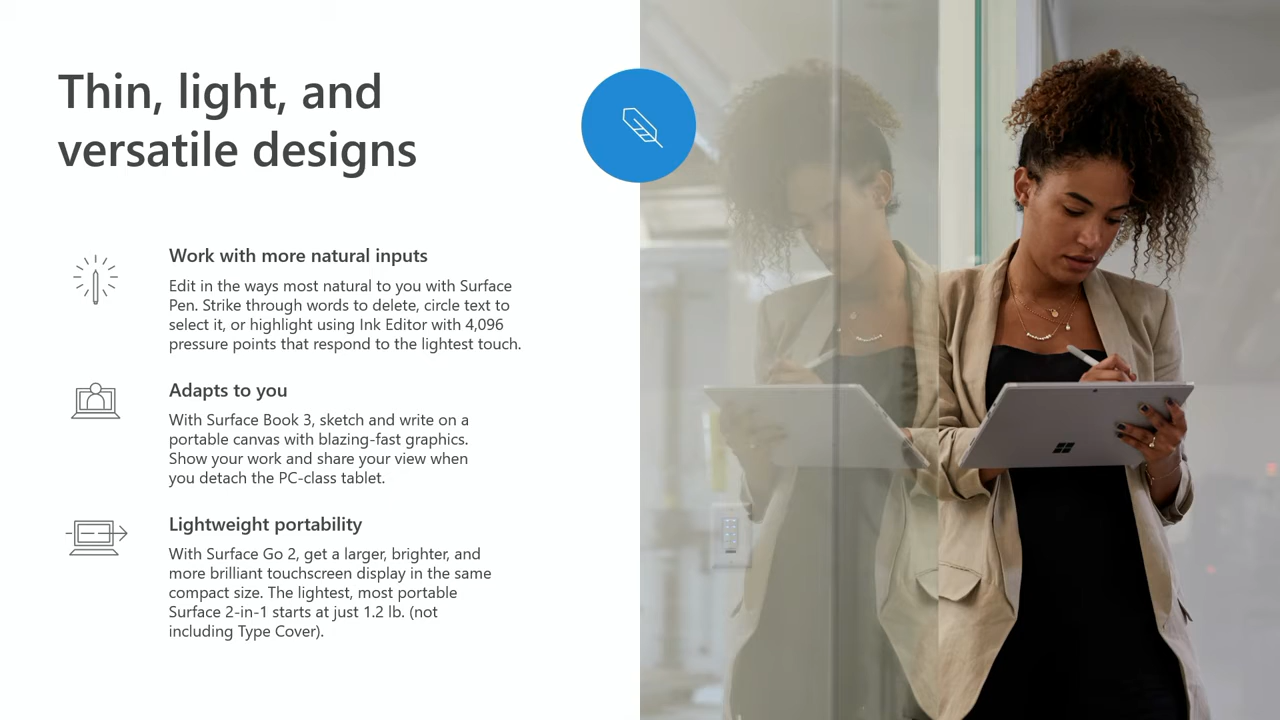 Thin, light, and
versatile designs
Work with more natural inputs
Edit in the ways most natural to you with Surface
Pen. Strike through words to delete, circle text to
select it, or highlight using Ink Editor with 4,096
pressure points that respond to the lightest touch.
Adapts to you
With Surface Book 3, sketch and write on a
portable canvas with blazing-fast graphics.
Show your work and share your view when
you detach the PC-class tablet.
Lightweight portability
With Surface Go 2, get a larger, brighter, and
more brilliant touchscreen display in the same
compact size. The lightest, most portable
Surface 2-in-1 starts at just 1.2 lb. (not
including Type Cover).